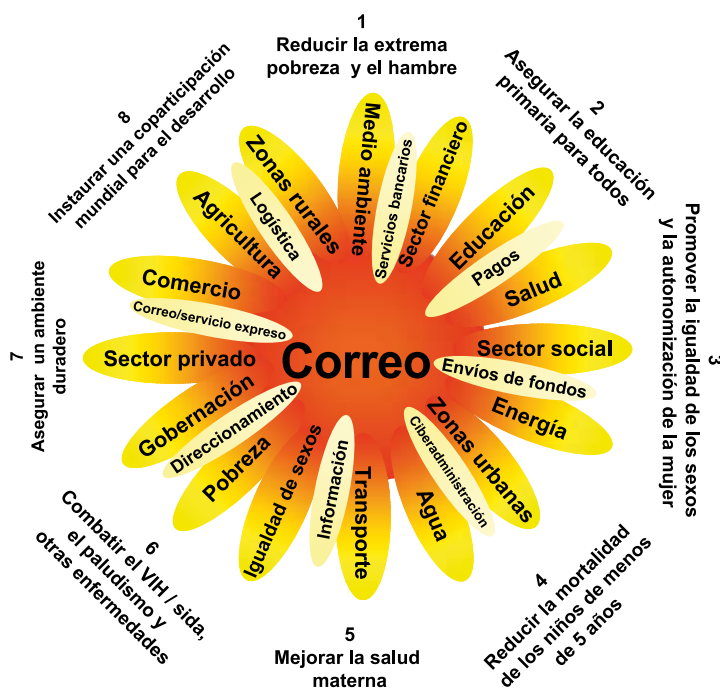 1
Reducir la extrema
pobreza y el hambre
2
Asegurar la educación
primaria para todos
3
Promover la igualdad de los sexos
y la autonomización de la mujer
4
Reducir la mortalidad
de los niños de menos
de 5 años
5
Mejorar la salud
materna
6
Combatir el VIH / sida,
el paludismo y
otras enfermedades
7
Asegurar un ambiente
duradero
8
Instaurar una coparticipación
mundial para el desarrollo
Correo
Medio ambiente
Servicios bancarios
Sector financiero
Educación
Pagos
Salud
Sector social
Envíos de fondos
Energía
Zonas urbanas
Ciberadministración
Agua
Transporte
Información
Igualdad de sexos
Pobreza
Direccionamiento
Gobernación
Sector privado
Correo/servicio expreso
Comercio
Agricultura
Logística
Zonas rurales